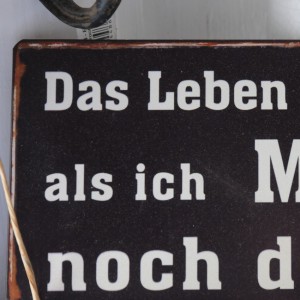 Das Leben
als ich M
noch d